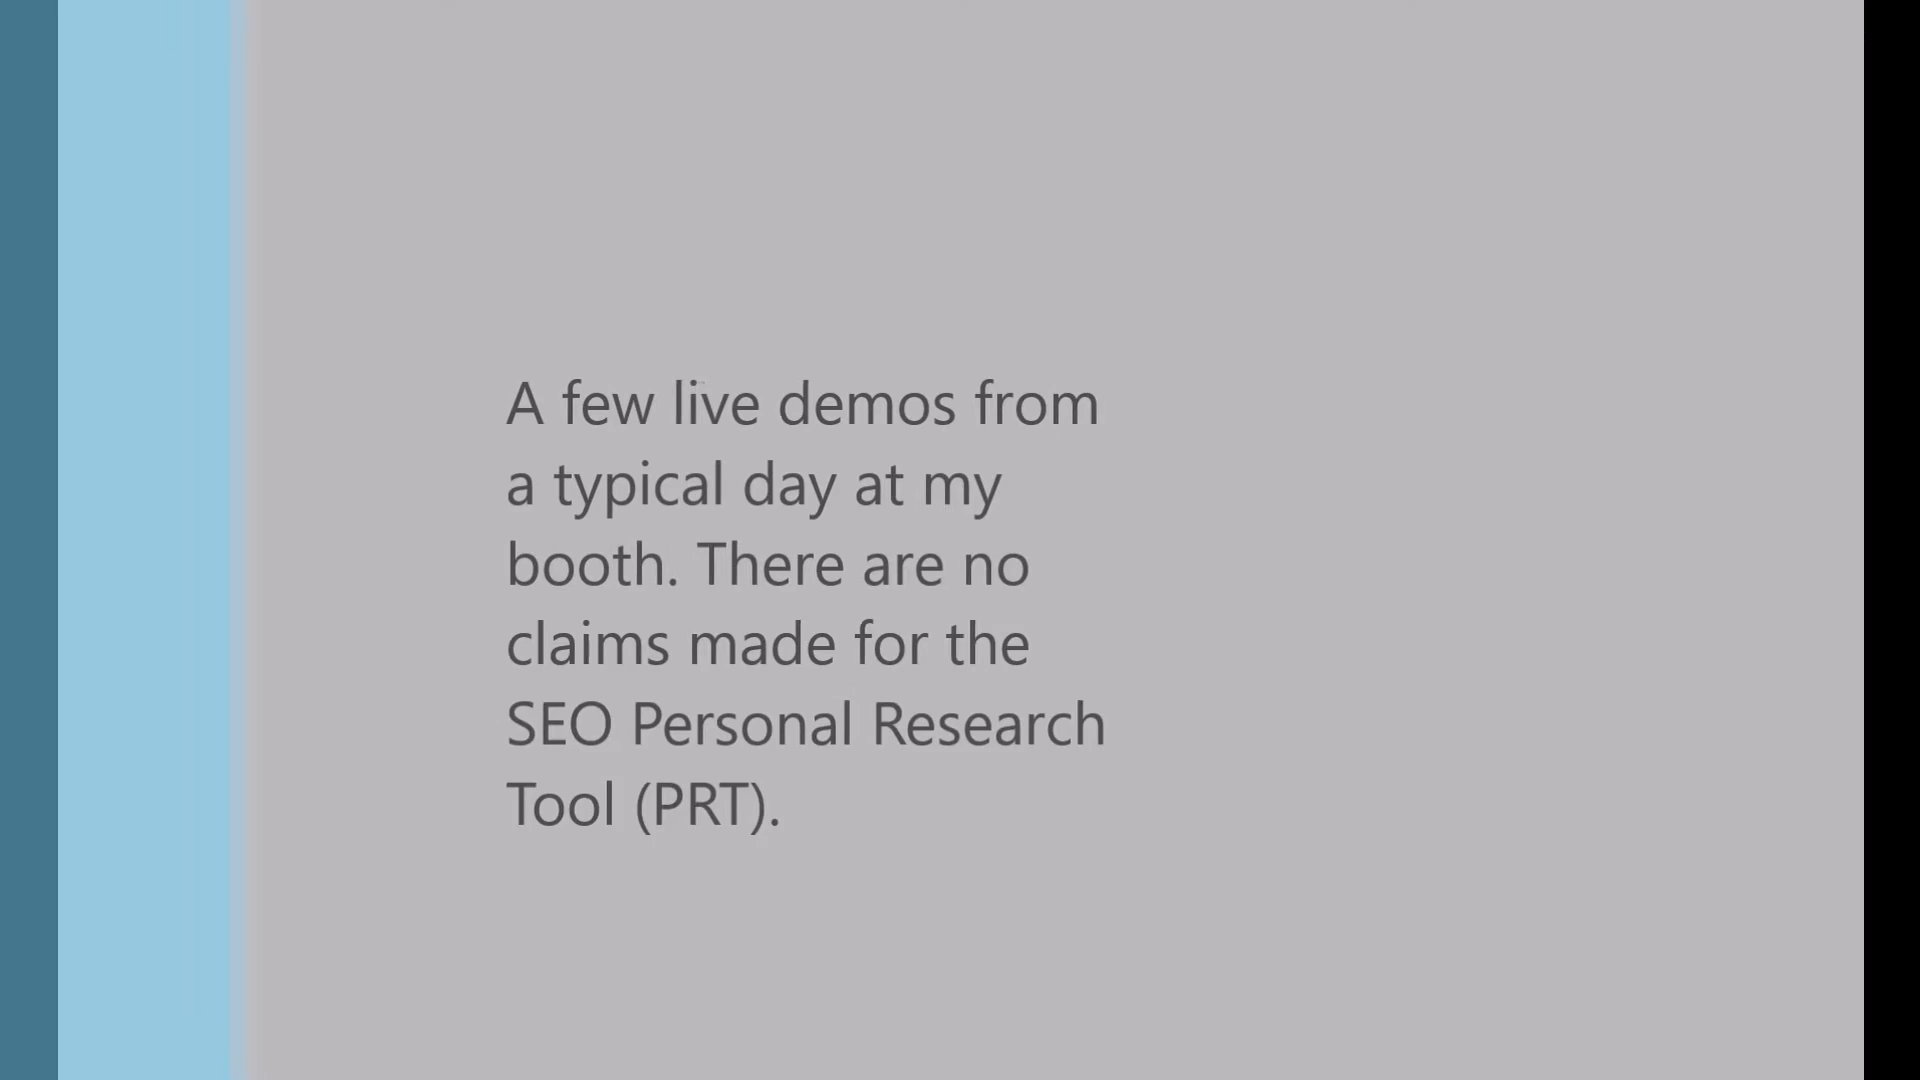 A few live demos from
a typical day at my
booth. There are no
claims made for the
SEO Personal Research
Tool (PRT).